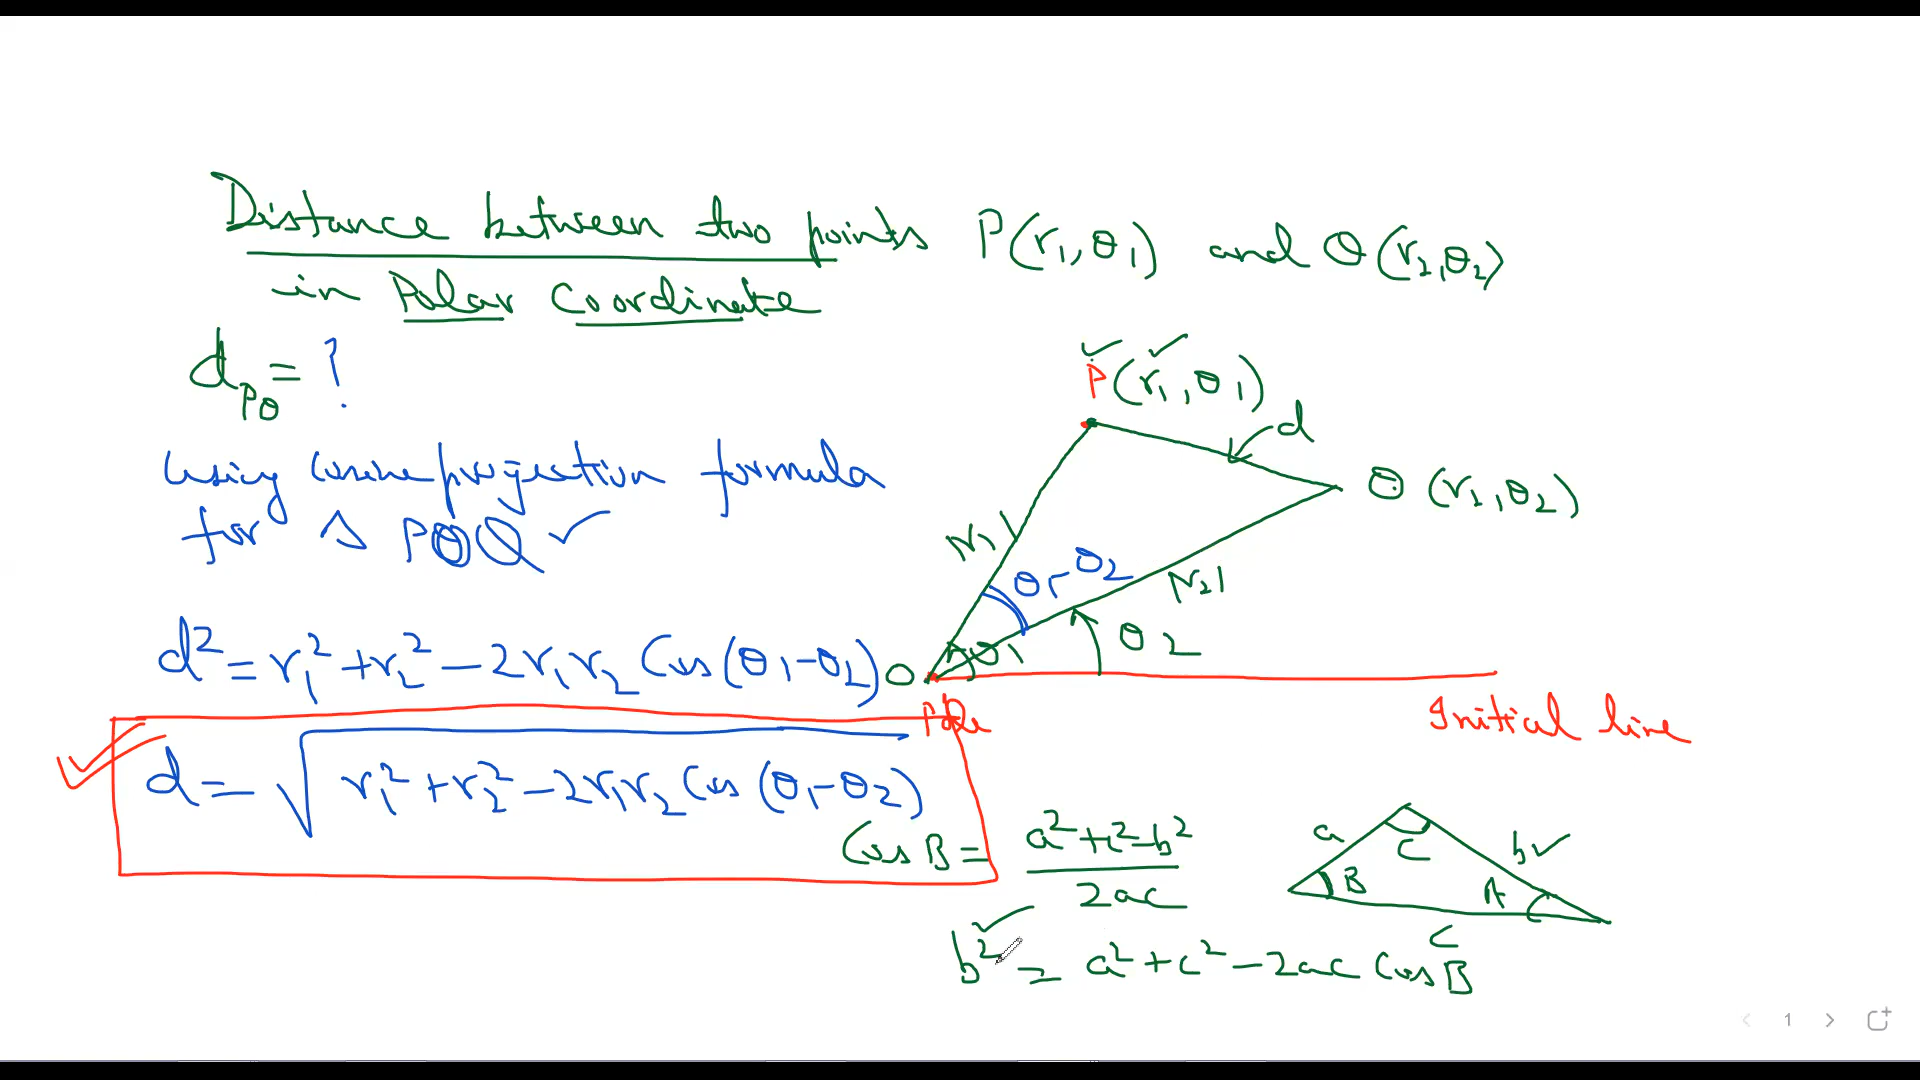 Distance between two points P(r₁,θ₁) and Q(r₂,θ₂)
in Polar Coordinate
d_PQ = ?
P(r₁,θ₁)
d
Q (r₂,θ₂)
using cosine projection formula
for Δ POQ ✓
r₁
θ₁-θ₂
r₂
θ₁
θ₂
d² = r₁² + r₂² - 2r₁r₂ Cos(θ₁-θ₂)
O
Pole
Initial line
d = √(r₁² + r₂² - 2r₁r₂ Cos(θ₁-θ₂))
Cos B = (a²+c²-b²)/(2ac)
a
C
b ✓
B
A
c
b² = a²+c²-2ac Cos B
1